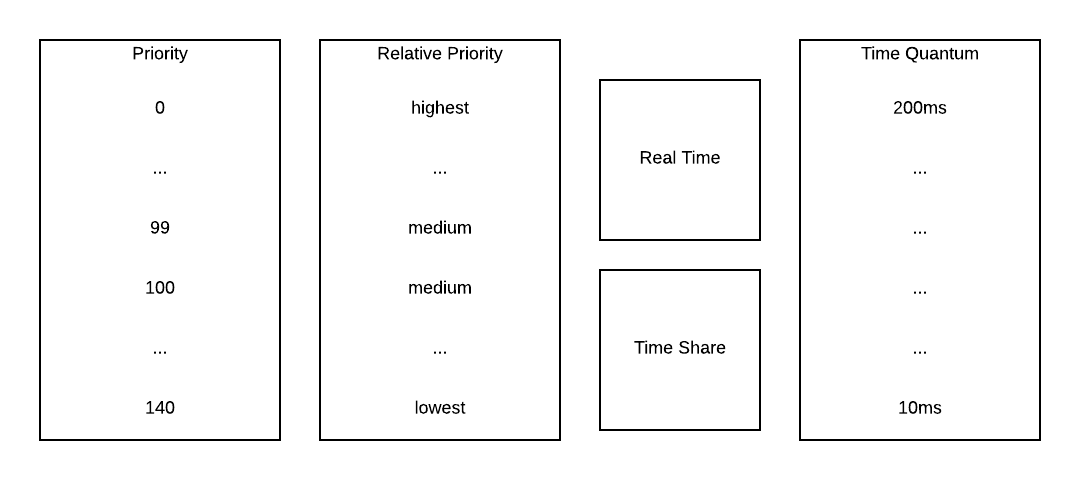 Priority
0
...
99
100
...
140
Relative Priority
highest
...
medium
medium
...
lowest
Real Time
Time Share
Time Quantum
200ms
...
...
...
...
10ms